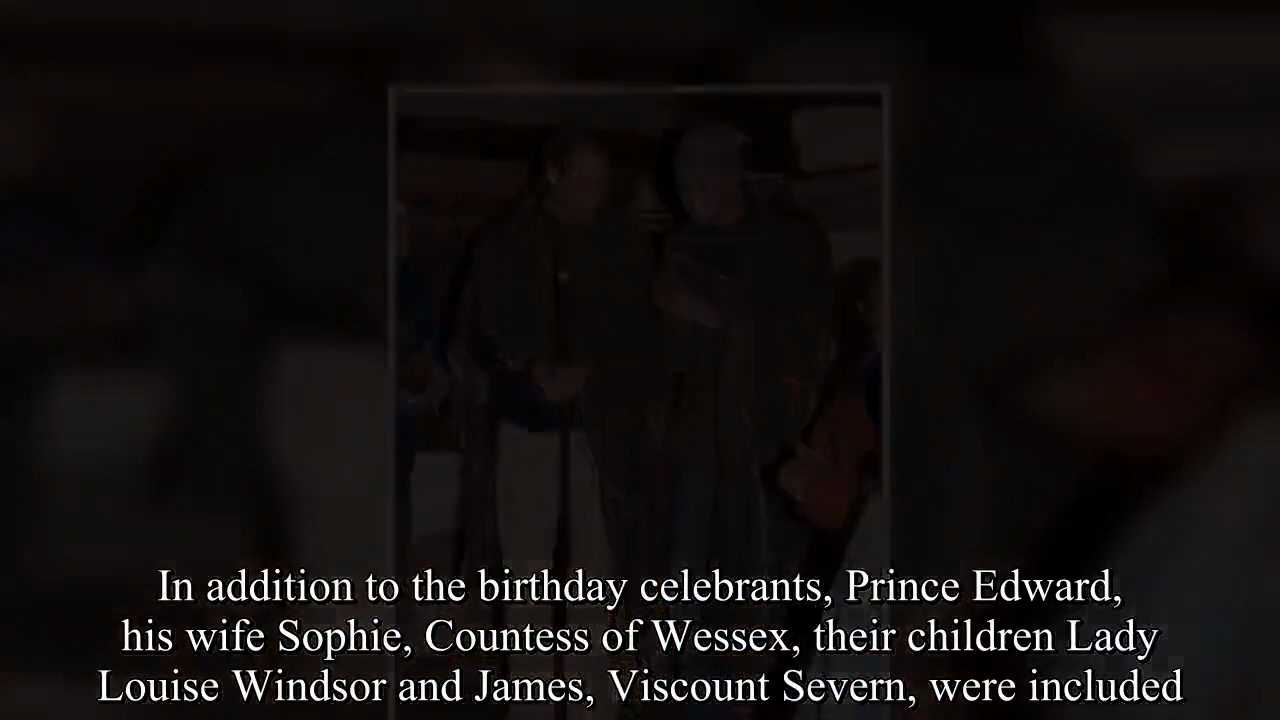 In addition to the birthday celebrants, Prince Edward,
his wife Sophie, Countess of Wessex, their children Lady
Louise Windsor and James, Viscount Severn, were included